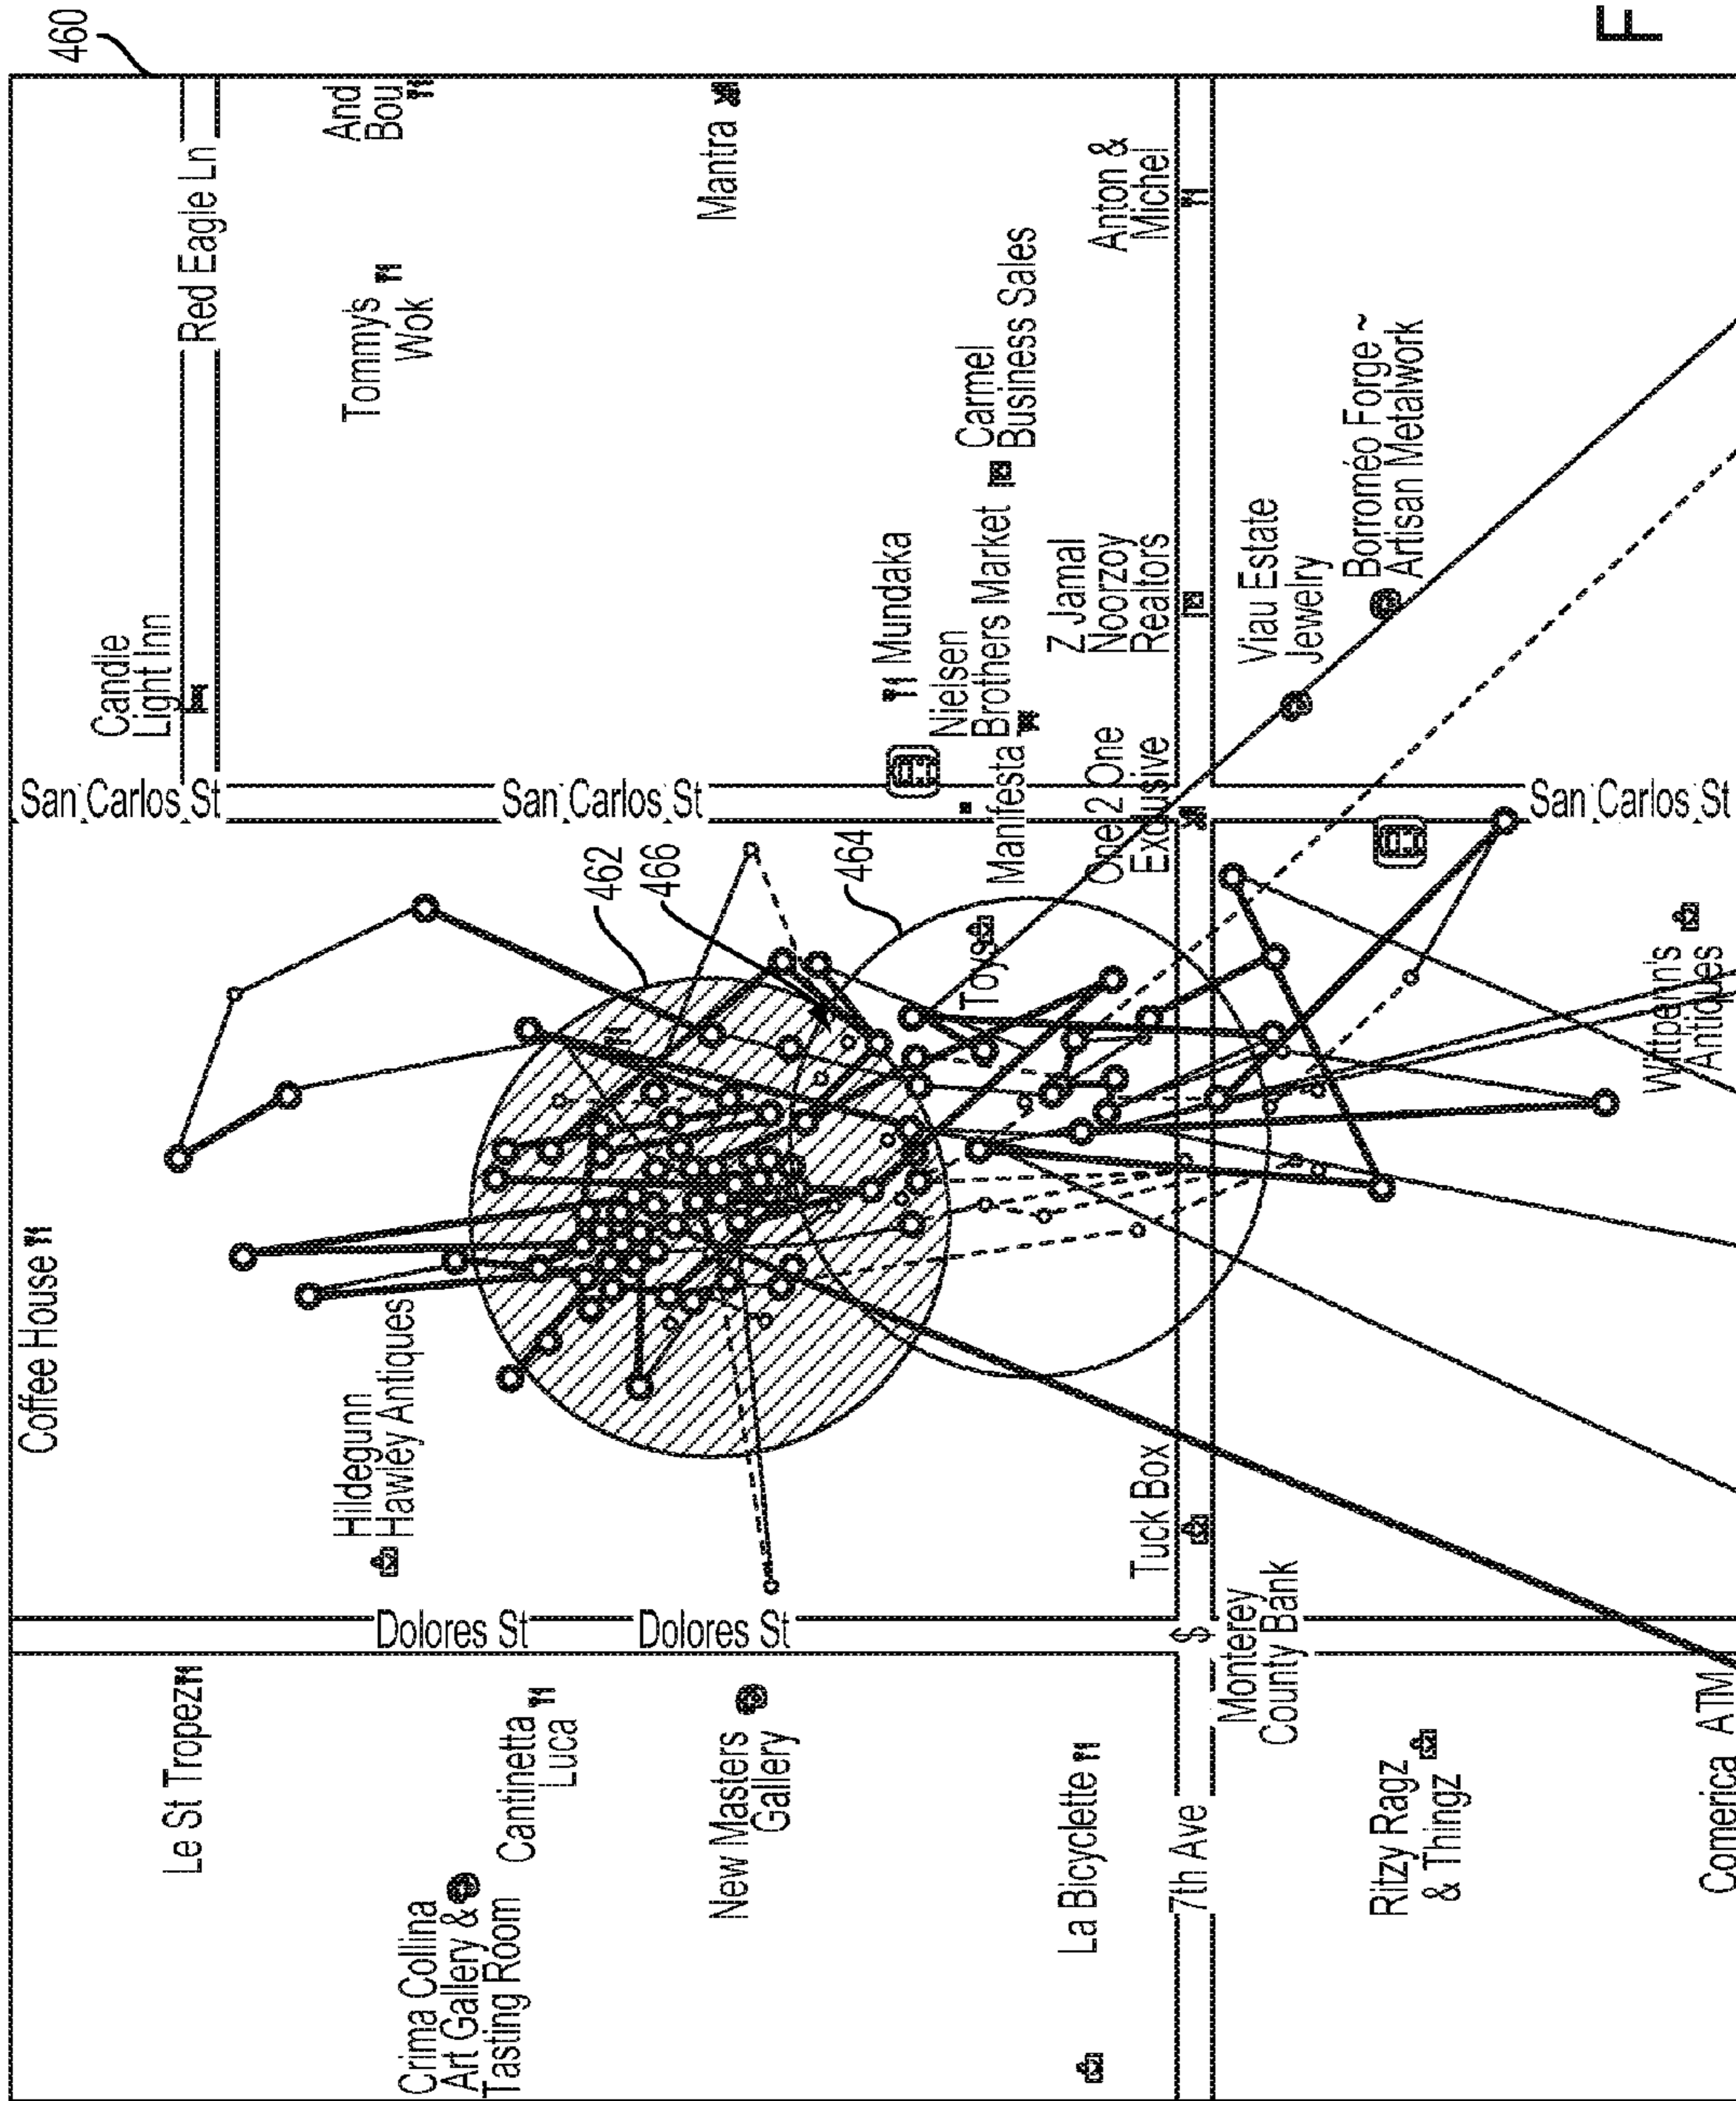 460
Coffee House
Candle
Light Inn
Red Eagle Ln
And
Bou
Le St Tropez
San Carlos St
Tommy's
Wok
Hildegunn
Hawley Antiques
Crima Collina
Art Gallery &
Tasting Room
Cantinetta
Luca
Dolores St
San Carlos St
462
466
464
Mantra
Dolores St
New Masters
Gallery
Mundaka
Nielsen
Brothers Market
Carmel
Business Sales
Manifesta
Toys
Z Jamal
Noorzoy
Realtors
One 2 One
Exclusive
Anton &
Michel
La Bicyclette
Tuck Box
7th Ave
$
Monterey
County Bank
Viau Estate
Jewelry
Borroméo Forge ~
Artisan Metalwork
Ritzy Ragz
& Thingz
San Carlos St
Wittpenn's
Antiques
Comerica ATM
F